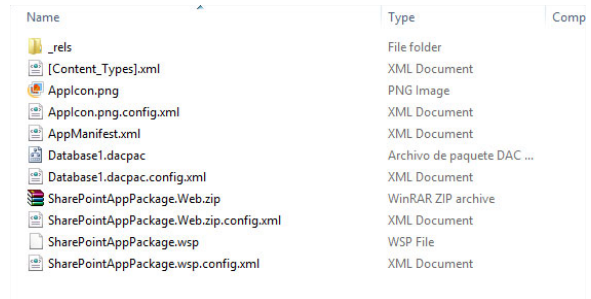 Name Type Comp
_rels File folder
[Content_Types].xml XML Document
AppIcon.png PNG Image
AppIcon.png.config.xml XML Document
AppManifest.xml XML Document
Database1.dacpac Archivo de paquete DAC ...
Database1.dacpac.config.xml XML Document
SharePointAppPackage.Web.zip WinRAR ZIP archive
SharePointAppPackage.Web.zip.config.xml XML Document
SharePointAppPackage.wsp WSP File
SharePointAppPackage.wsp.config.xml XML Document